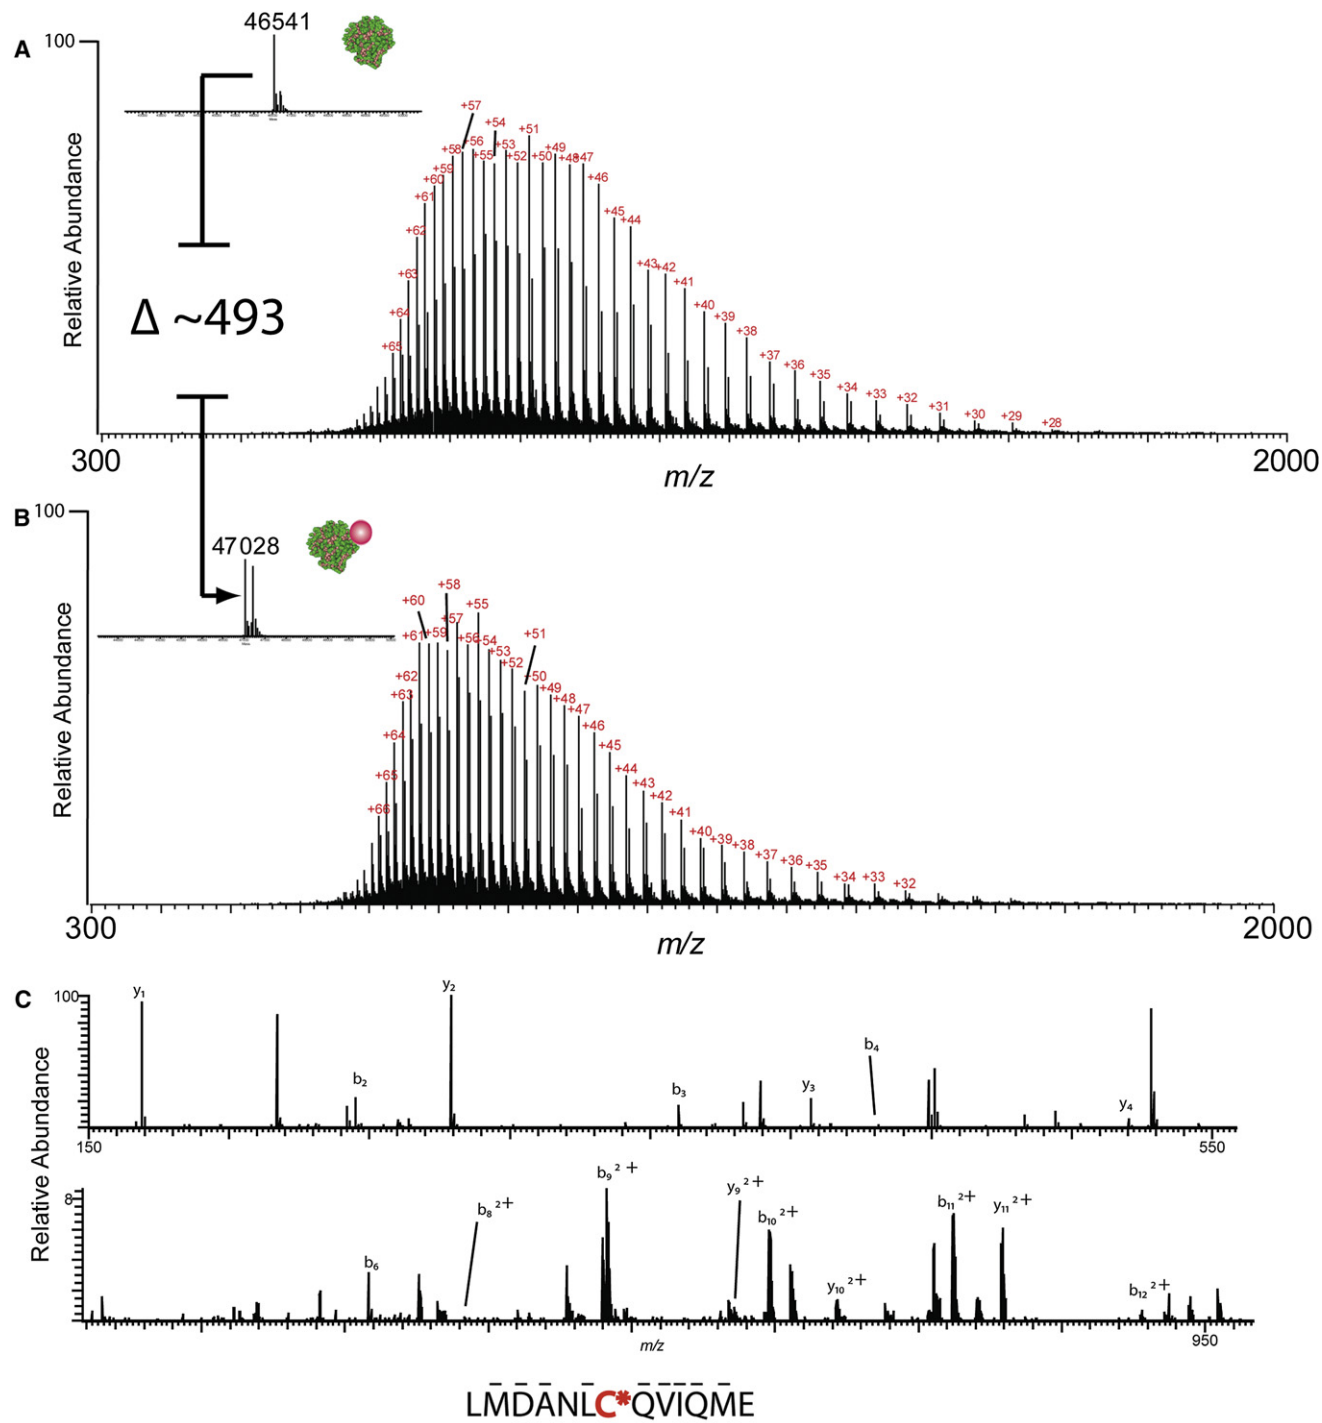 A
100
46541
Δ ~493
Relative Abundance
+65 +64 +63 +62 +61 +60 +59 +58 +57 +56 +55 +54 +53 +52 +51 +50 +49 +48 +47 +46 +45 +44 +43 +42 +41 +40 +39 +38 +37 +36 +35 +34 +33 +32 +31 +30 +29 +28
300 2000
m/z
B
100
47028
Relative Abundance
+66 +65 +64 +63 +62 +61 +60 +59 +58 +57 +56 +55 +54 +53 +52 +51 +50 +49 +48 +47 +46 +45 +44 +43 +42 +41 +40 +39 +38 +37 +36 +35 +34 +33 +32
300 2000
m/z
C
100
Relative Abundance
y₁ b₂ y₂ b₃ y₃ b₄ y₄
150 550
8
b₆ b₈ ²⁺ b₉ ²⁺ y₉ ²⁺ b₁₀ ²⁺ y₁₀ ²⁺ b₁₁ ²⁺ y₁₁ ²⁺ b₁₂ ²⁺
m/z 950
LMDANLC*QVIQME